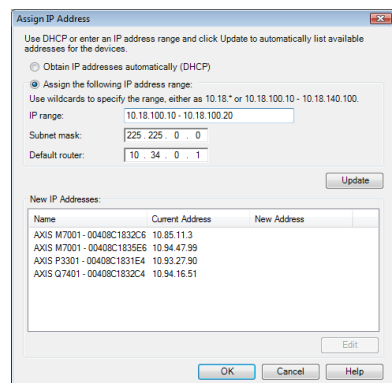 Assign IP Address
Use DHCP or enter an IP address range and click Update to automatically list available
addresses for the devices.
Obtain IP addresses automatically (DHCP)
Assign the following IP address range:
Use wildcards to specify the range, either as 10.18.* or 10.18.100.10 - 10.18.140.100.
IP range: 10.18.100.10 - 10.18.100.20
Subnet mask: 225 . 225 . 0 . 0
Default router: 10 . 34 . 0 . 1
Update
New IP Addresses:
Name Current Address New Address
AXIS M7001 - 00408C1832C6 10.85.11.3
AXIS M7001 - 00408C1835E6 10.94.47.99
AXIS P3301 - 00408C1831E4 10.93.27.90
AXIS Q7401 - 00408C1832C4 10.94.16.51
Edit
OK Cancel Help